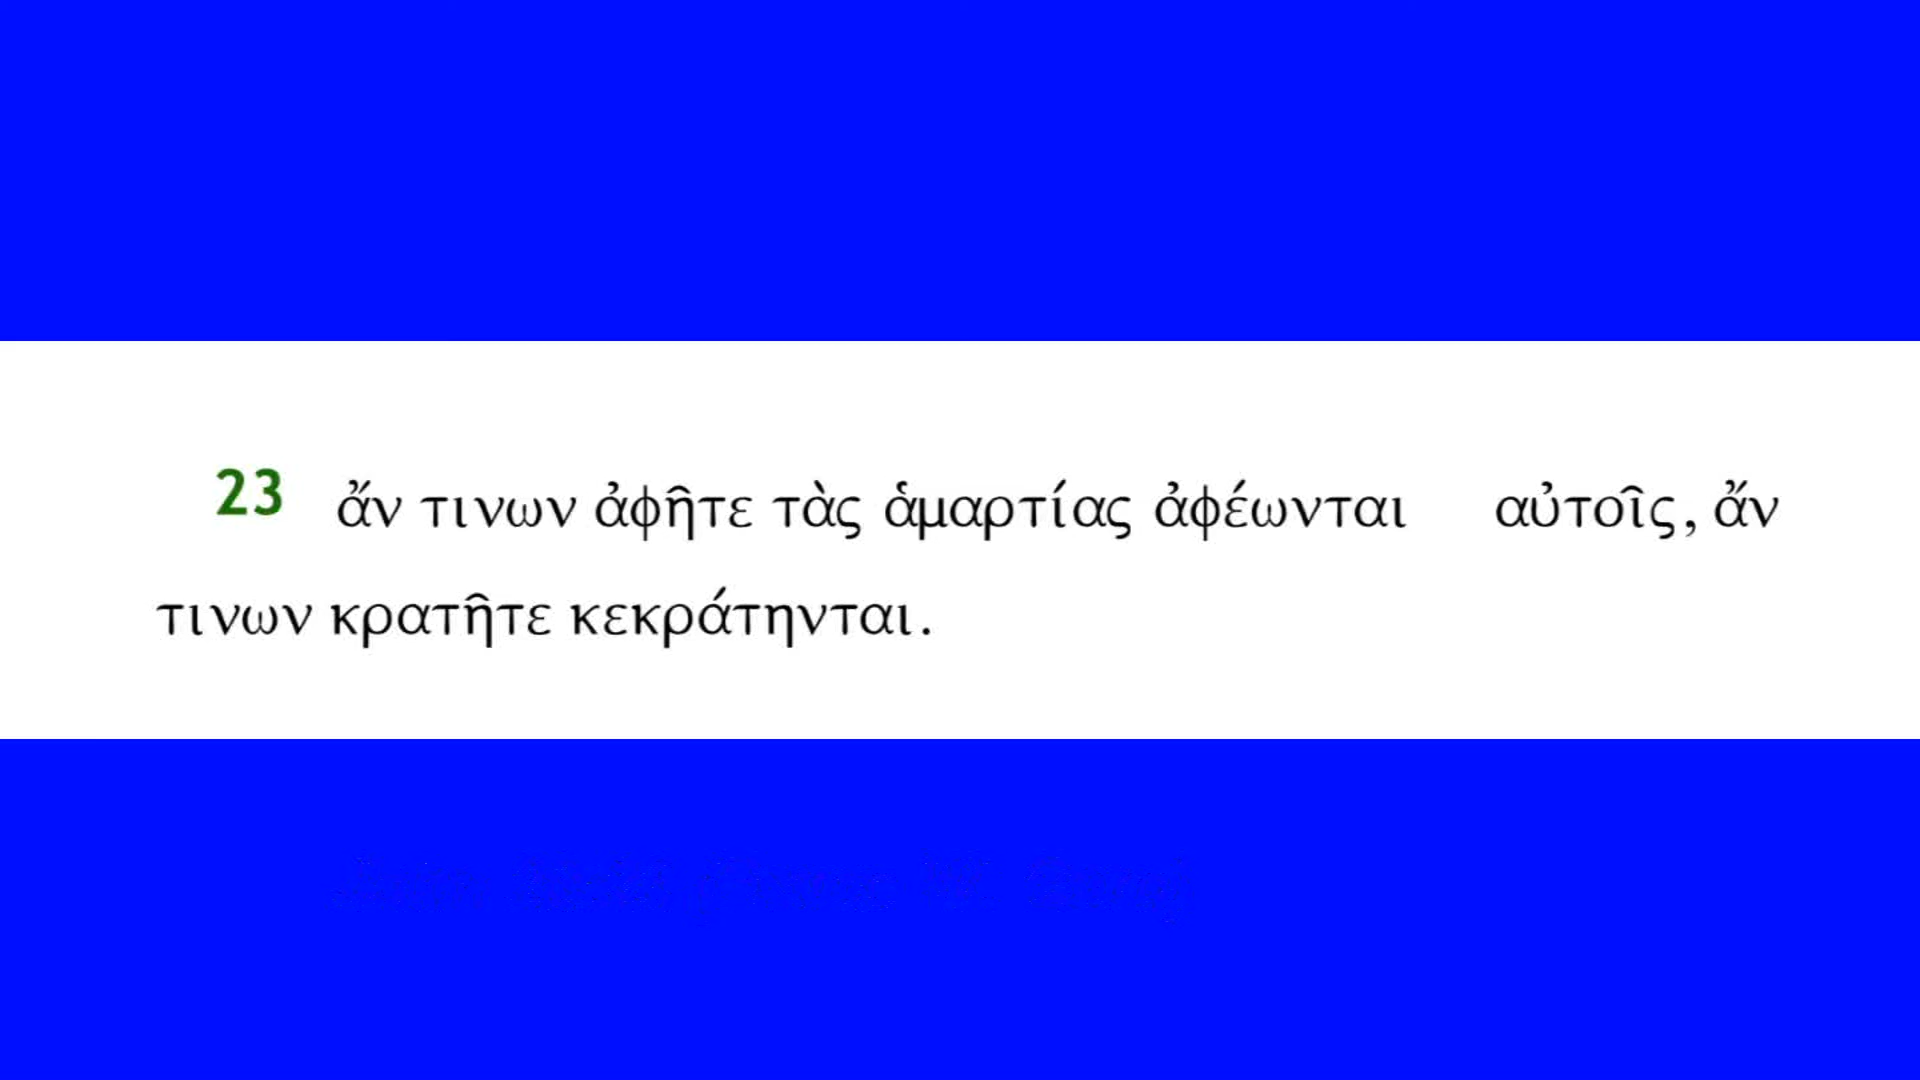 23 ἄν τινων ἀφῆτε τὰς ἁμαρτίας ἀφέωνται αὐτοῖς, ἄν
τινων κρατῆτε κεκράτηνται.